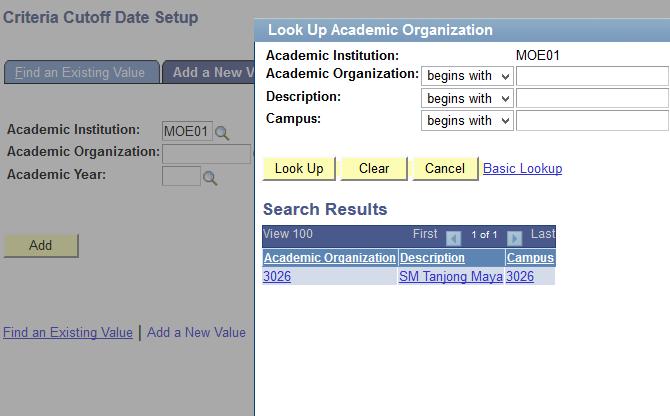 Criteria Cutoff Date Setup
Find an Existing Value
Add a New V
Academic Institution: MOE01
Academic Organization:
Academic Year:
Add
Find an Existing Value | Add a New Value
Look Up Academic Organization
Academic Institution: MOE01
Academic Organization: begins with
Description: begins with
Campus: begins with
Look Up Clear Cancel Basic Lookup
Search Results
View 100 First 1 of 1 Last
Academic Organization Description Campus
3026 SM Tanjong Maya 3026